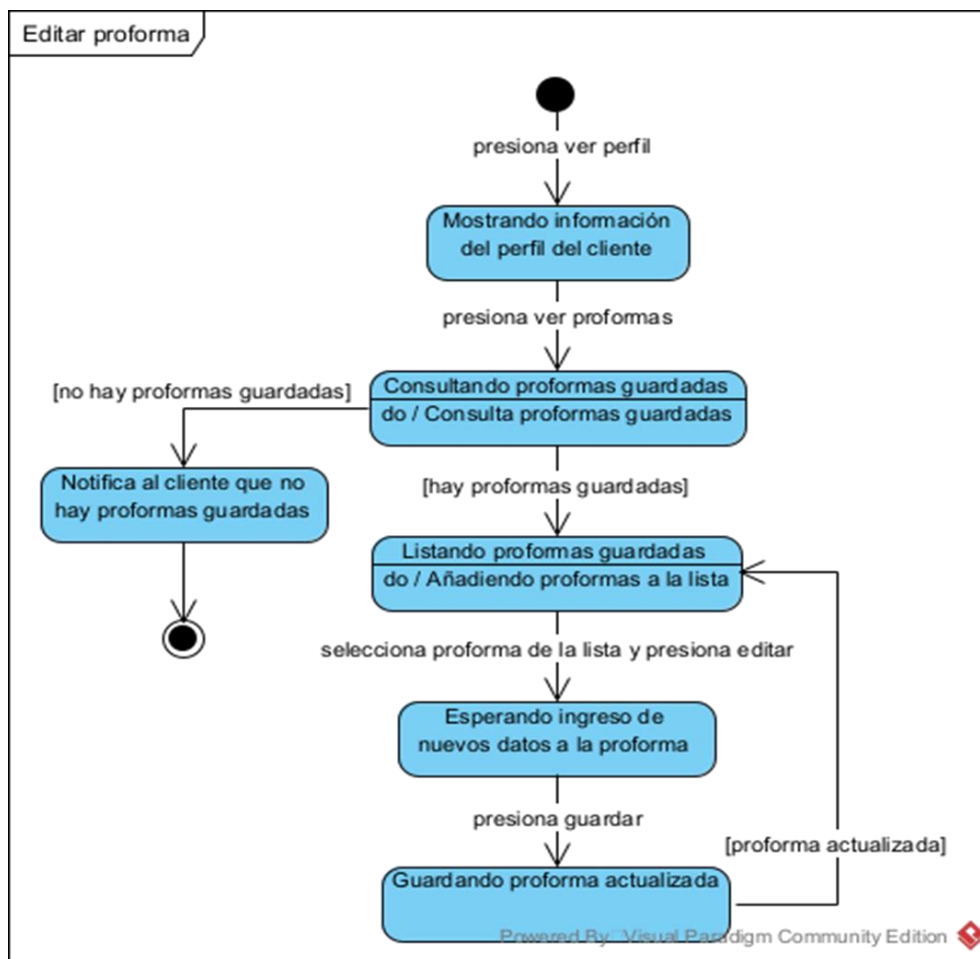 Editar proforma
presiona ver perfil
Mostrando información
del perfil del cliente
presiona ver proformas
[no hay proformas guardadas]
Consultando proformas guardadas
do / Consulta proformas guardadas
Notifica al cliente que no
hay proformas guardadas
[hay proformas guardadas]
Listando proformas guardadas
do / Añadiendo proformas a la lista
selecciona proforma de la lista y presiona editar
Esperando ingreso de
nuevos datos a la proforma
presiona guardar
[proforma actualizada]
Guardando proforma actualizada
Powered By Visual Paradigm Community Edition